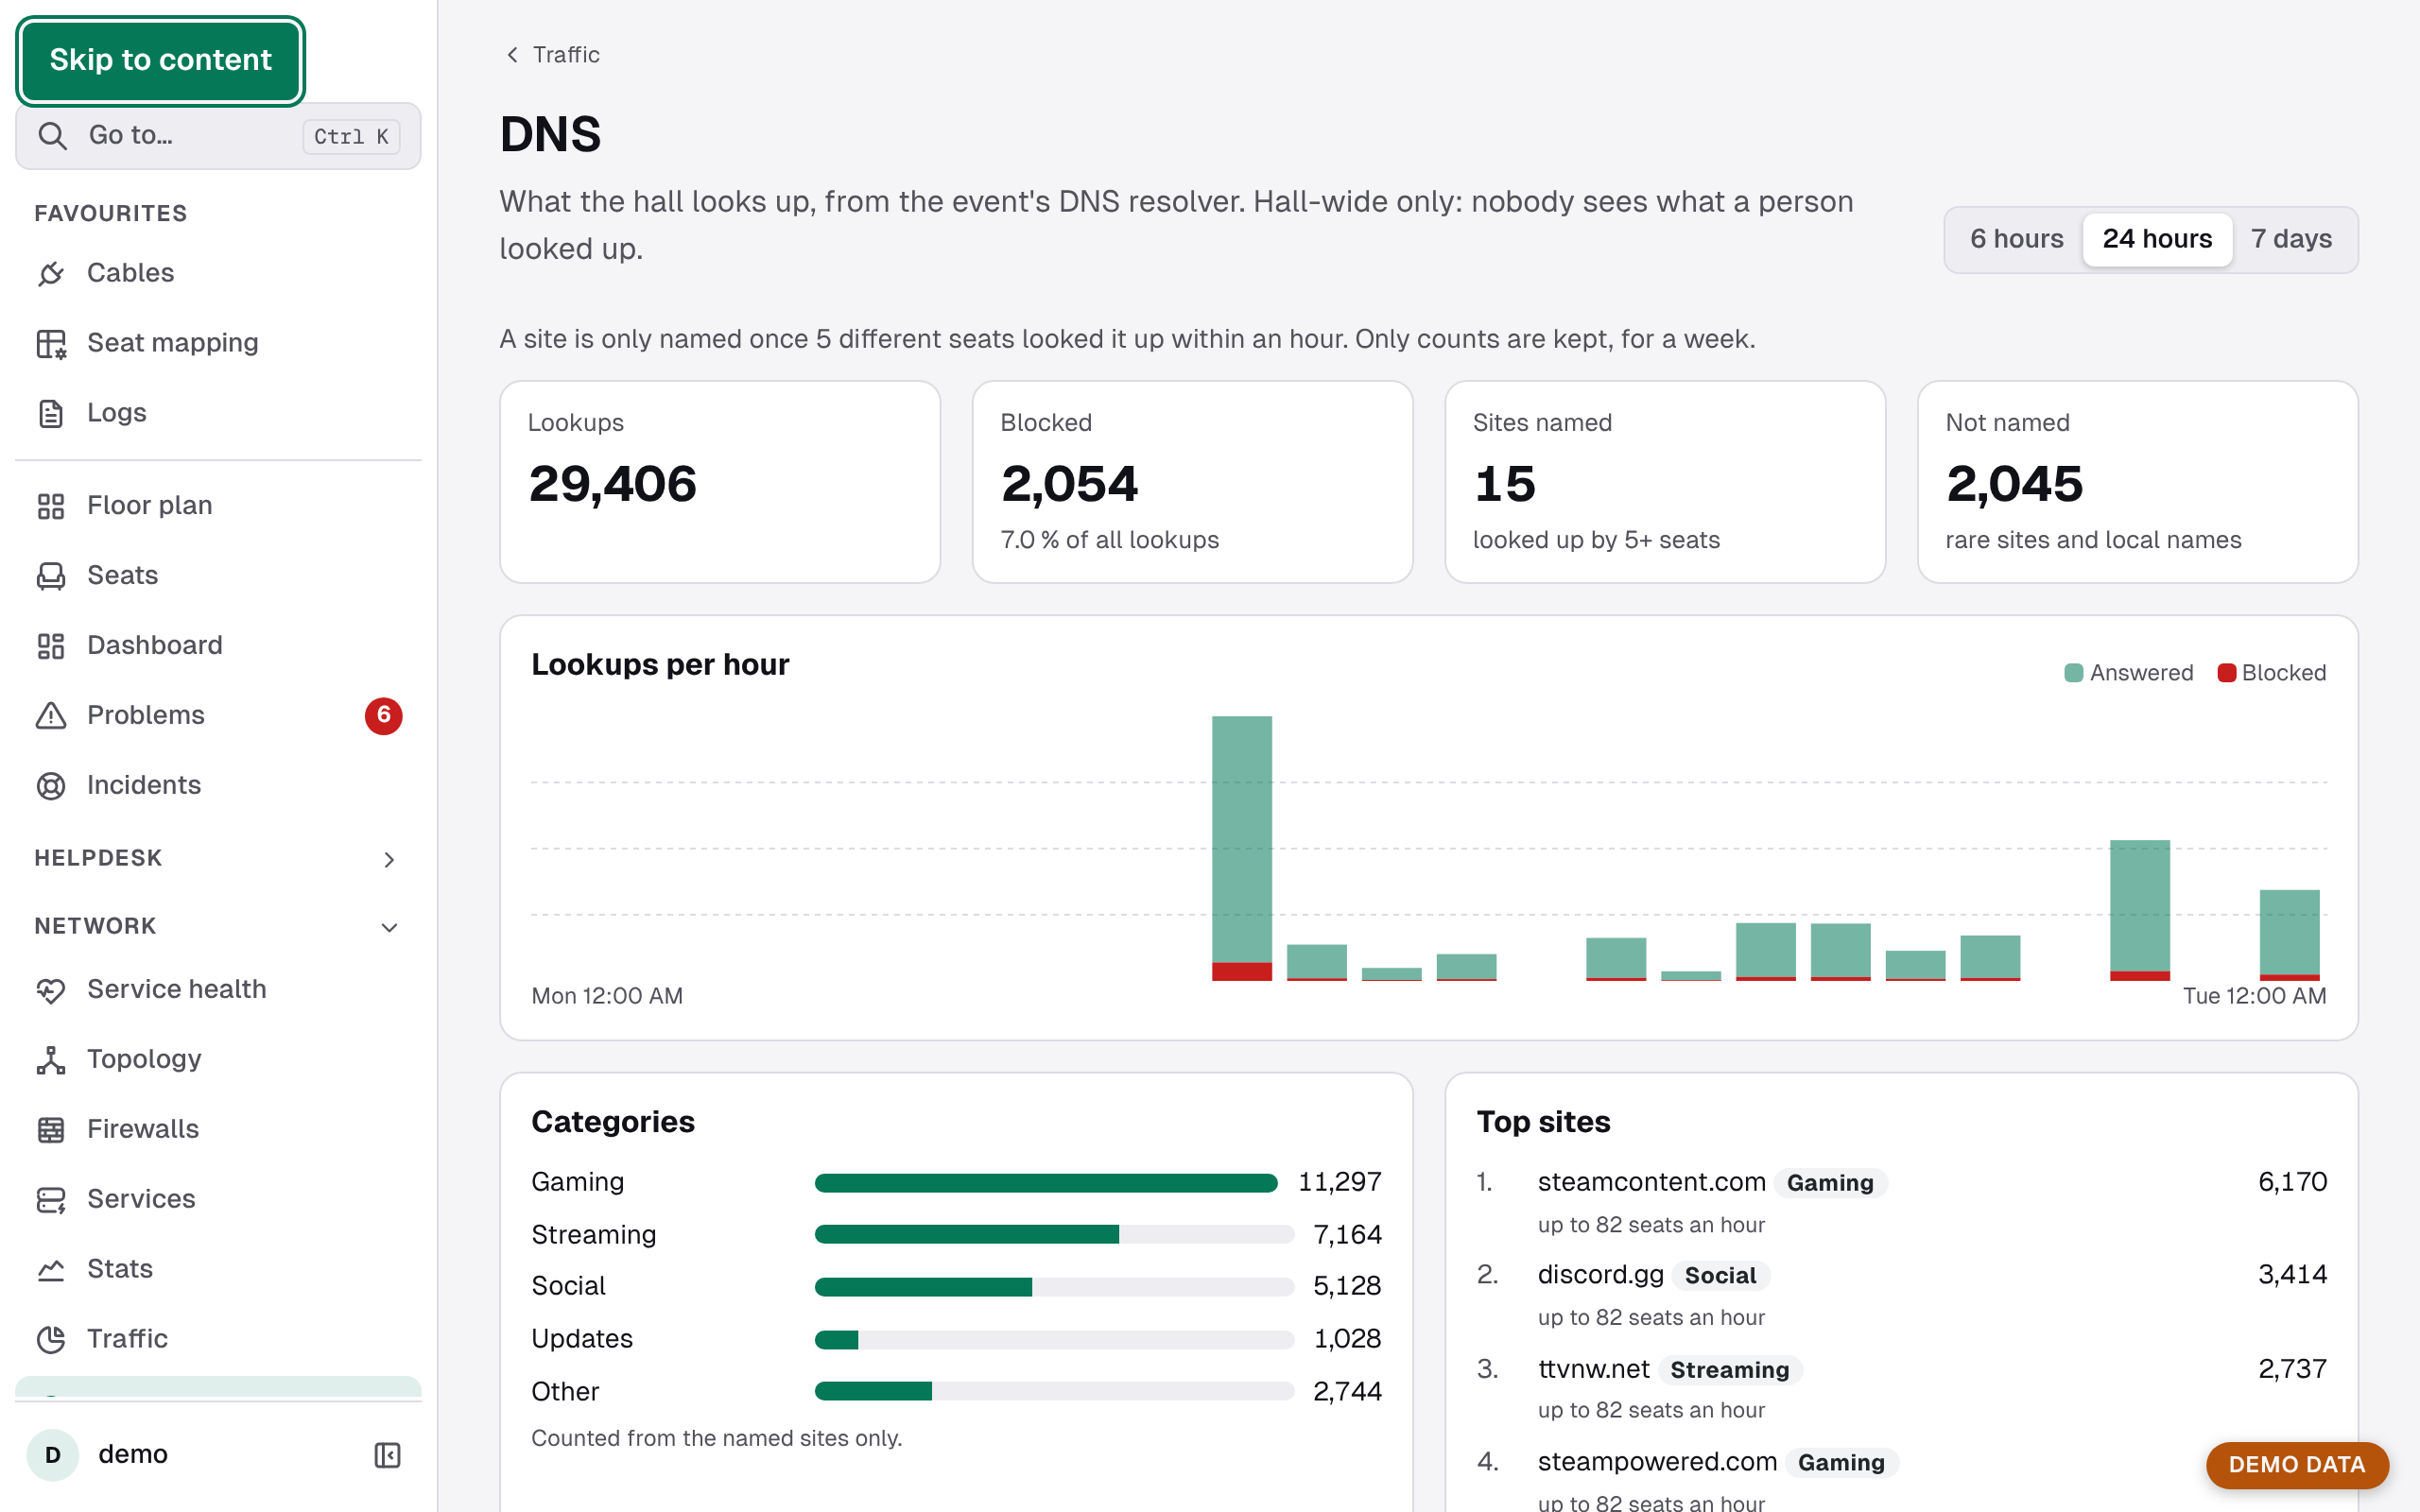 Skip to content
Go to...
Ctrl K
FAVOURITES
Cables
Seat mapping
Logs
Floor plan
Seats
Dashboard
Problems
6
Incidents
HELPDESK
NETWORK
Service health
Topology
Firewalls
Services
Stats
Traffic
D
demo
Traffic
DNS
What the hall looks up, from the event's DNS resolver. Hall-wide only: nobody sees what a person
looked up.
6 hours
24 hours
7 days
A site is only named once 5 different seats looked it up within an hour. Only counts are kept, for a week.
Lookups
29,406
Blocked
2,054
7.0 % of all lookups
Sites named
15
looked up by 5+ seats
Not named
2,045
rare sites and local names
Lookups per hour
Answered
Blocked
Mon 12:00 AM
Tue 12:00 AM
Categories
Gaming 11,297
Streaming 7,164
Social 5,128
Updates 1,028
Other 2,744
Counted from the named sites only.
Top sites
1. steamcontent.com Gaming 6,170
up to 82 seats an hour
2. discord.gg Social 3,414
up to 82 seats an hour
3. ttvnw.net Streaming 2,737
up to 82 seats an hour
4. steampowered.com Gaming
up to 82 seats an hour
DEMO DATA